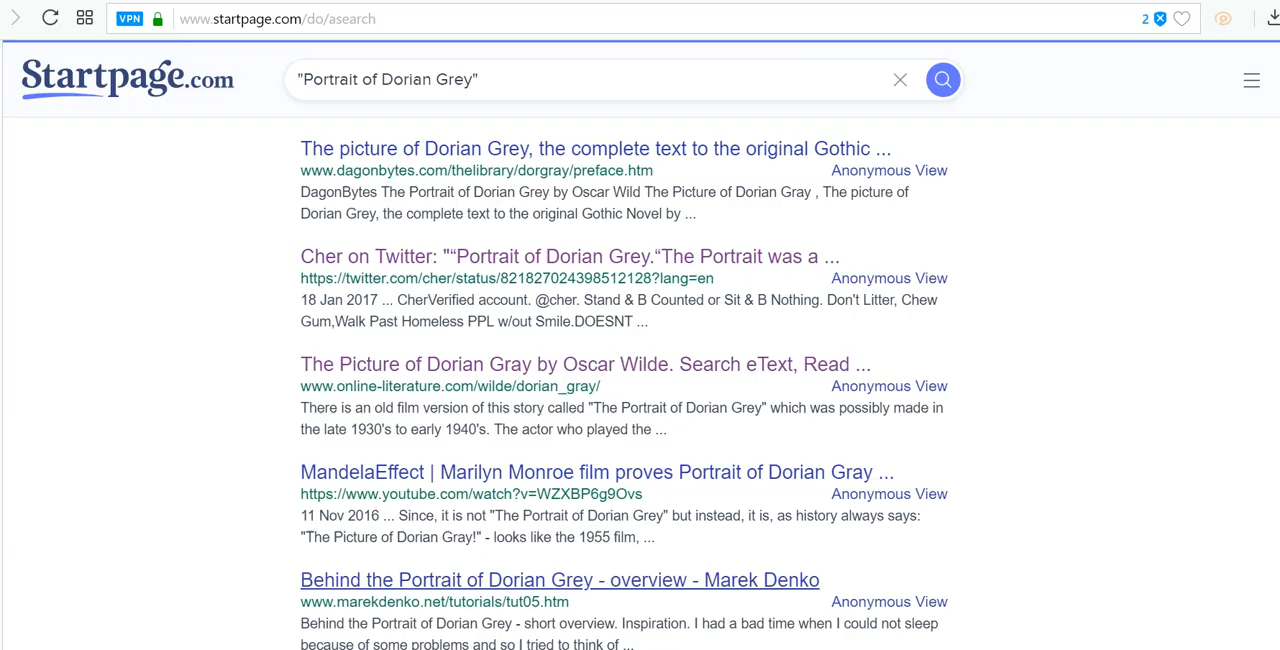 VPN www.startpage.com/do/asearch 2
Startpage.com "Portrait of Dorian Grey"
The picture of Dorian Grey, the complete text to the original Gothic ...
www.dagonbytes.com/thelibrary/dorgray/preface.htm Anonymous View
DagonBytes The Portrait of Dorian Grey by Oscar Wild The Picture of Dorian Gray , The picture of
Dorian Grey, the complete text to the original Gothic Novel by ...
Cher on Twitter: "“Portrait of Dorian Grey.“The Portrait was a ...
https://twitter.com/cher/status/821827024398512128?lang=en Anonymous View
18 Jan 2017 ... CherVerified account. @cher. Stand & B Counted or Sit & B Nothing. Don't Litter, Chew
Gum,Walk Past Homeless PPL w/out Smile.DOESNT ...
The Picture of Dorian Gray by Oscar Wilde. Search eText, Read ...
www.online-literature.com/wilde/dorian_gray/ Anonymous View
There is an old film version of this story called "The Portrait of Dorian Grey" which was possibly made in
the late 1930's to early 1940's. The actor who played the ...
MandelaEffect | Marilyn Monroe film proves Portrait of Dorian Gray ...
https://www.youtube.com/watch?v=WZXBP6g9Ovs Anonymous View
11 Nov 2016 ... Since, it is not "The Portrait of Dorian Grey" but instead, it is, as history always says:
"The Picture of Dorian Gray!" - looks like the 1955 film, ...
Behind the Portrait of Dorian Grey - overview - Marek Denko
www.marekdenko.net/tutorials/tut05.htm Anonymous View
Behind the Portrait of Dorian Grey - short overview. Inspiration. I had a bad time when I could not sleep
because of some problems and so I tried to think of ...